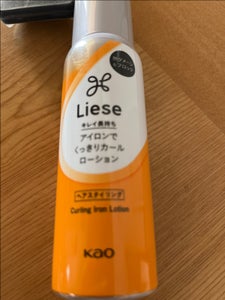 Liese
キレイ長持ち
アイロンで
くっきりカール
ローション
ヘアスタイリング
Curling Iron Lotion
Kao